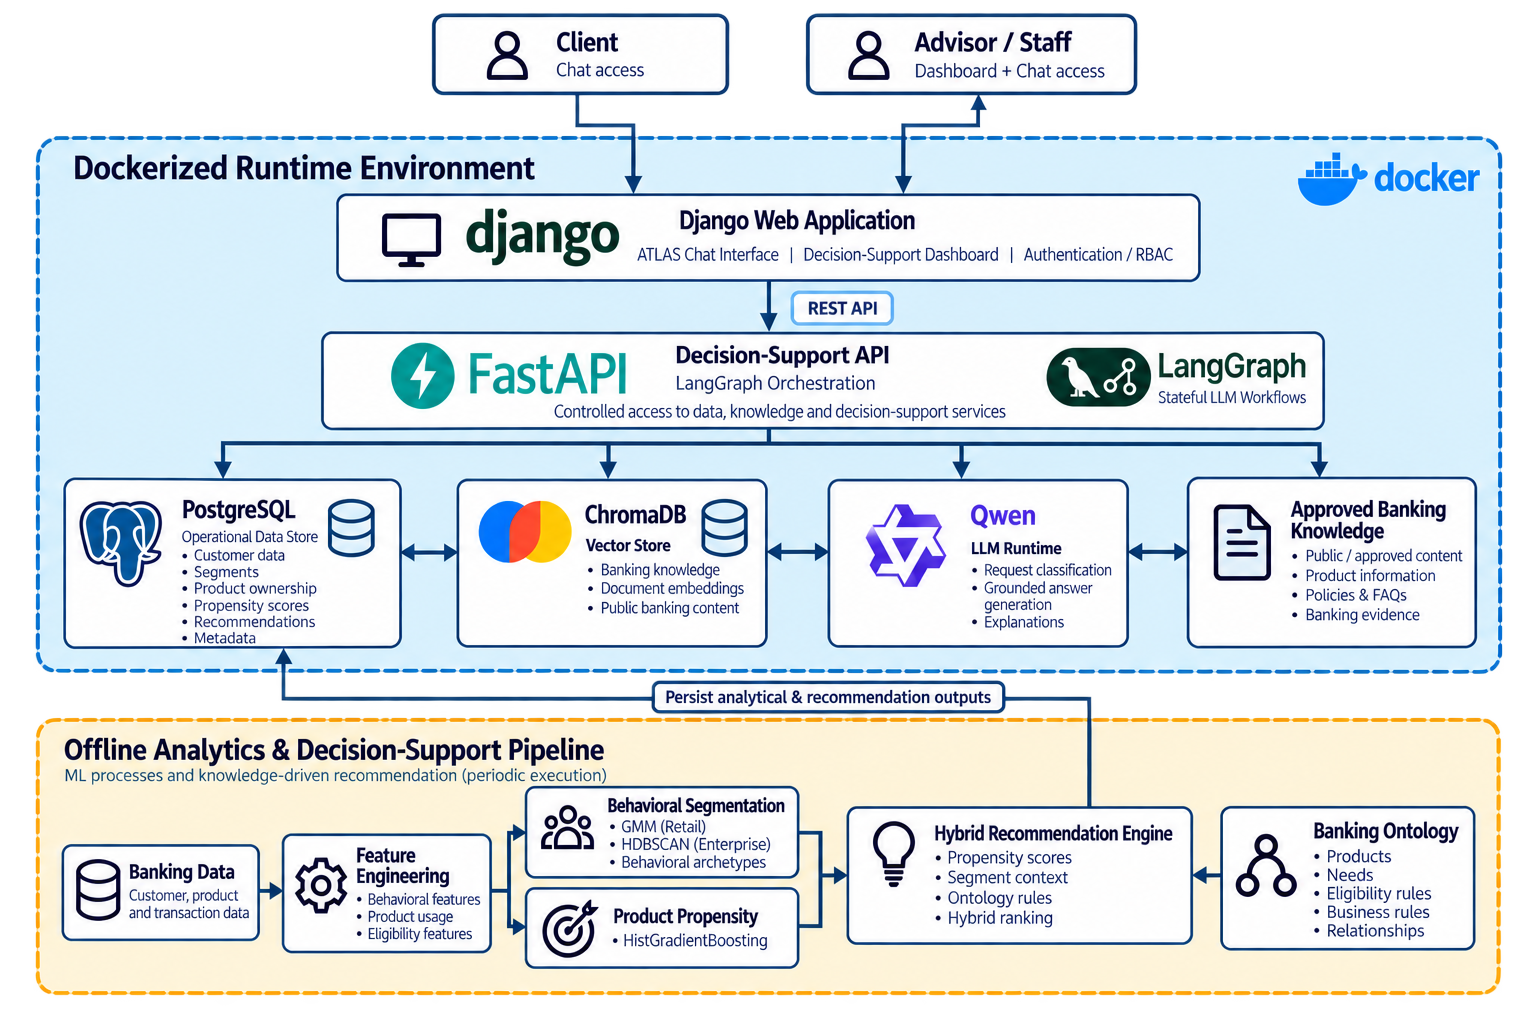 Client
Chat access
Advisor / Staff
Dashboard + Chat access
Dockerized Runtime Environment
docker
django
Django Web Application
ATLAS Chat Interface | Decision-Support Dashboard | Authentication / RBAC
REST API
FastAPI
Decision-Support API
LangGraph Orchestration
Controlled access to data, knowledge and decision-support services
LangGraph
Stateful LLM Workflows
PostgreSQL
Operational Data Store
• Customer data
• Segments
• Product ownership
• Propensity scores
• Recommendations
• Metadata
ChromaDB
Vector Store
• Banking knowledge
• Document embeddings
• Public banking content
Qwen
LLM Runtime
• Request classification
• Grounded answer
generation
• Explanations
Approved Banking
Knowledge
• Public / approved content
• Product information
• Policies & FAQs
• Banking evidence
Persist analytical & recommendation outputs
Offline Analytics & Decision-Support Pipeline
ML processes and knowledge-driven recommendation (periodic execution)
Banking Data
Customer, product
and transaction data
Feature
Engineering
• Behavioral features
• Product usage
• Eligibility features
Behavioral Segmentation
• GMM (Retail)
• HDBSCAN (Enterprise)
• Behavioral archetypes
Product Propensity
• HistGradientBoosting
Hybrid Recommendation Engine
• Propensity scores
• Segment context
• Ontology rules
• Hybrid ranking
Banking Ontology
• Products
• Needs
• Eligibility rules
• Business rules
• Relationships